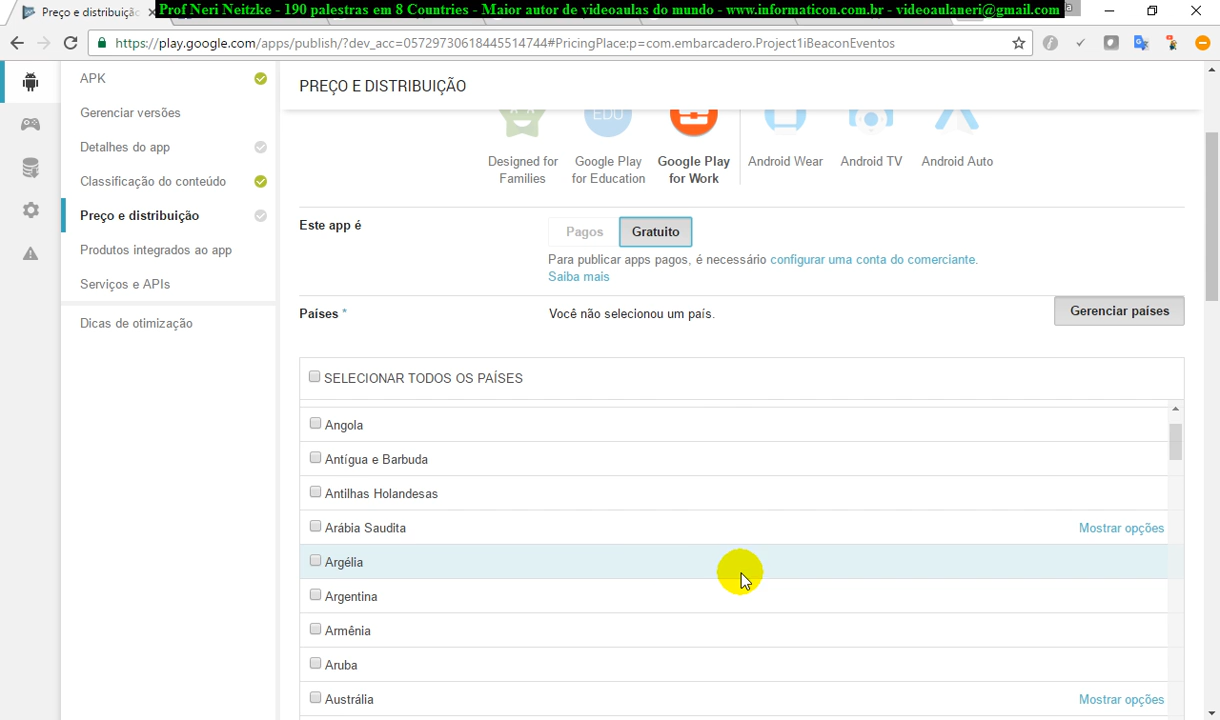 Preço e distribuiçã
Prof Neri Neitzke - 190 palestras em 8 Countries - Maior autor de videoaulas do mundo - www.informaticon.com.br - videoaulaneri@gmail.com
https://play.google.com/apps/publish/?dev_acc=05729730618445514744#PricingPlace:p=com.embarcadero.Project1iBeaconEventos
APK
Gerenciar versões
Detalhes do app
Classificação do conteúdo
Preço e distribuição
Produtos integrados ao app
Serviços e APIs
Dicas de otimização
PREÇO E DISTRIBUIÇÃO
EDU
Designed for Families
Google Play for Education
Google Play for Work
Android Wear
Android TV
Android Auto
Este app é
Pagos
Gratuito
Para publicar apps pagos, é necessário configurar uma conta do comerciante.
Saiba mais
Países *
Você não selecionou um país.
Gerenciar países
SELECIONAR TODOS OS PAÍSES
Angola
Antígua e Barbuda
Antilhas Holandesas
Arábia Saudita
Mostrar opções
Argélia
Argentina
Armênia
Aruba
Austrália
Mostrar opções